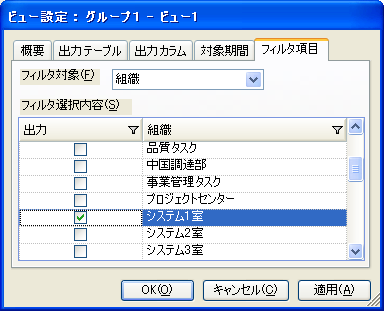 ビュー設定 : グループ1 - ビュー1
概要 出力テーブル 出力カラム 対象期間 フィルタ項目
フィルタ対象(F) 組織
フィルタ選択内容(S)
出力 組織
品質タスク
中国調達部
事業管理タスク
プロジェクトセンター
システム1室
システム2室
システム3室
OK(O) キャンセル(C) 適用(A)